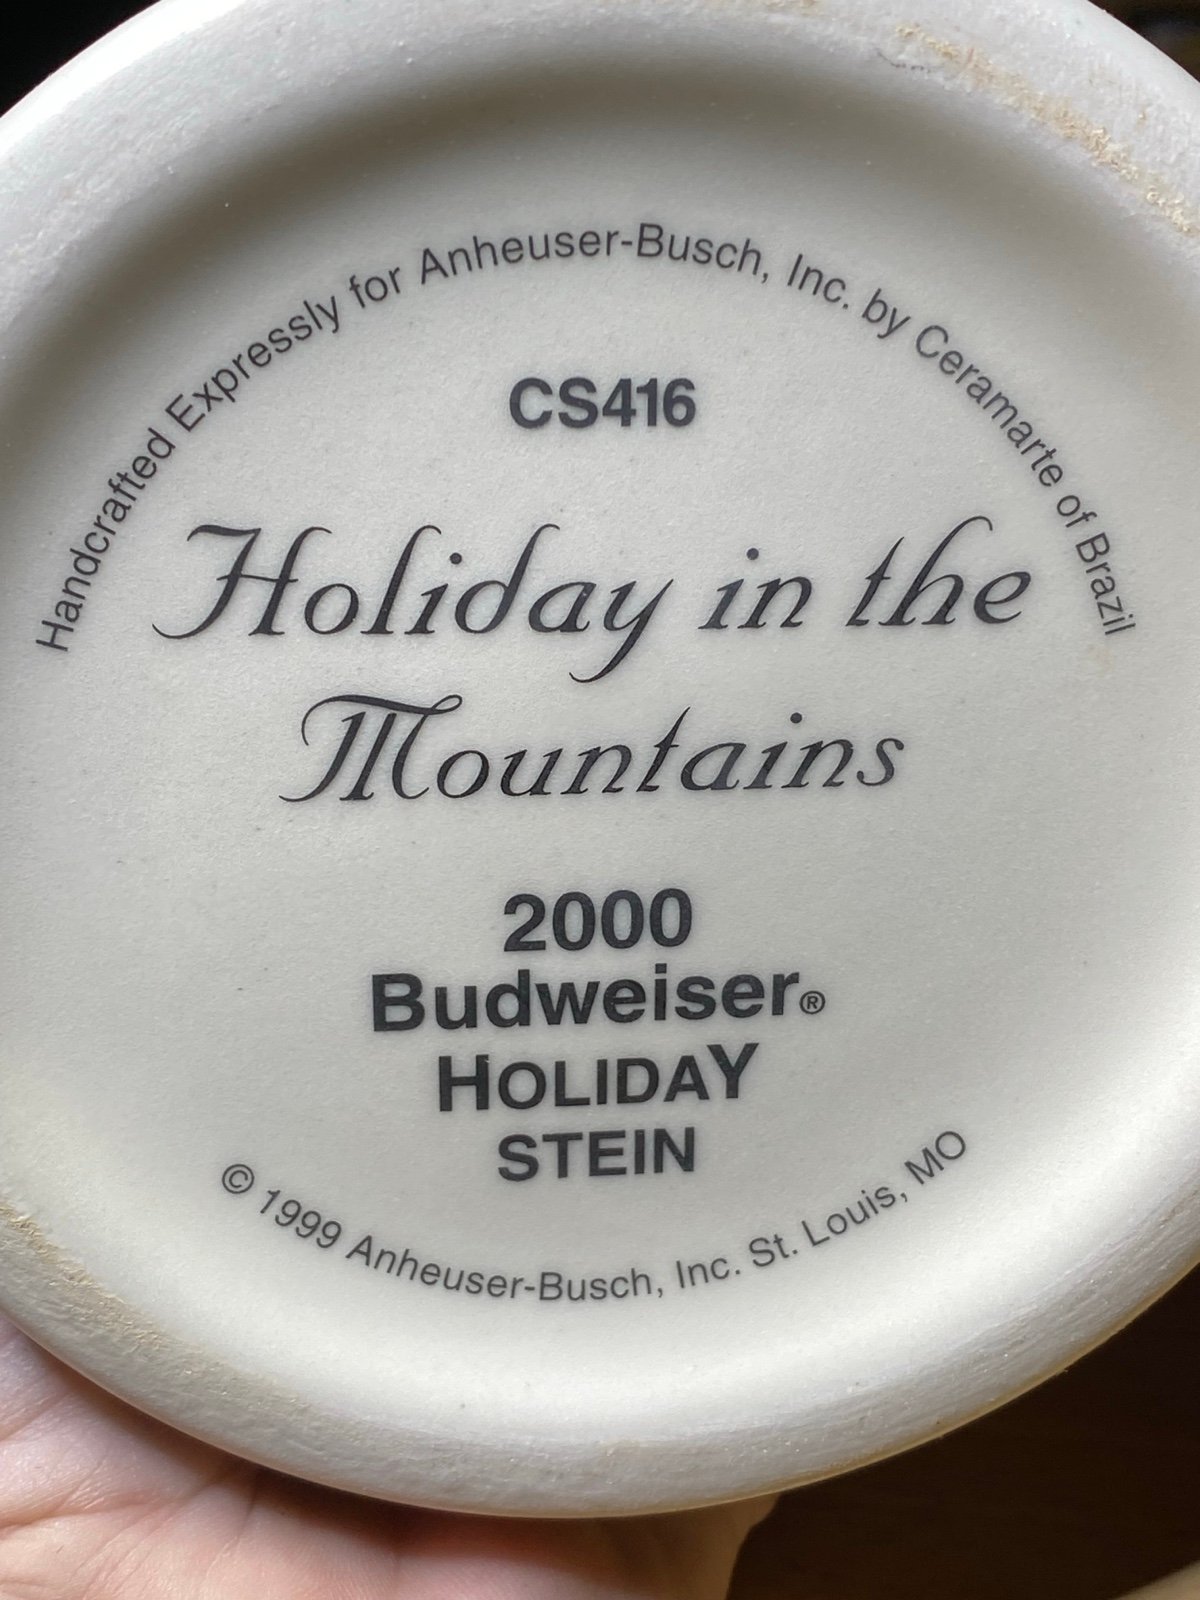 Handcrafted Expressly for Anheuser-Busch, Inc. by Ceramarte of Brazil
CS416
Holiday in the
Mountains
2000
Budweiser®
HOLIDAY
STEIN
© 1999 Anheuser-Busch, Inc. St. Louis, MO